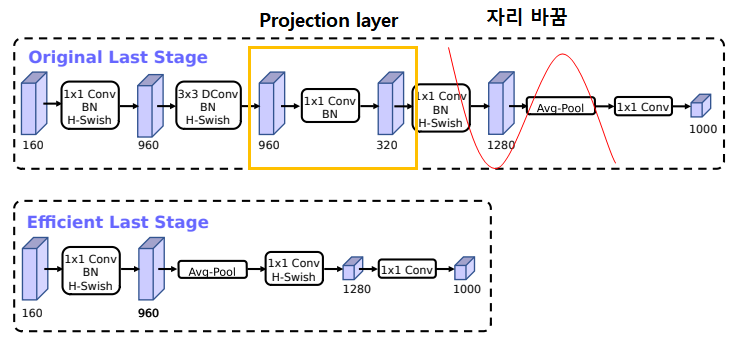 Projection layer
자리 바꿈
Original Last Stage
1x1 Conv
BN
H-Swish
3x3 DConv
BN
H-Swish
1x1 Conv
BN
1x1 Conv
BN
H-Swish
Avg-Pool
1x1 Conv
160
960
960
320
1280
1000
Efficient Last Stage
1x1 Conv
BN
H-Swish
Avg-Pool
1x1 Conv
H-Swish
1x1 Conv
160
960
1280
1000